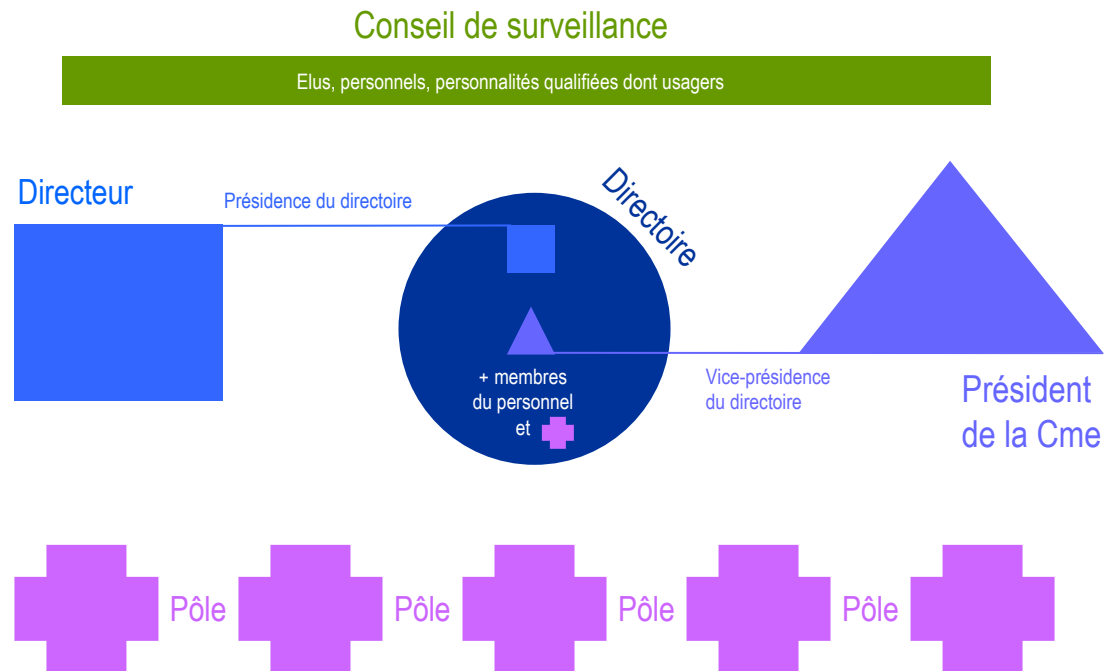 Conseil de surveillance
Elus, personnels, personnalités qualifiées dont usagers
Directeur
Présidence du directoire
Directoire
+ membres
du personnel
et
Vice-présidence
du directoire
Président
de la Cme
Pôle Pôle Pôle Pôle